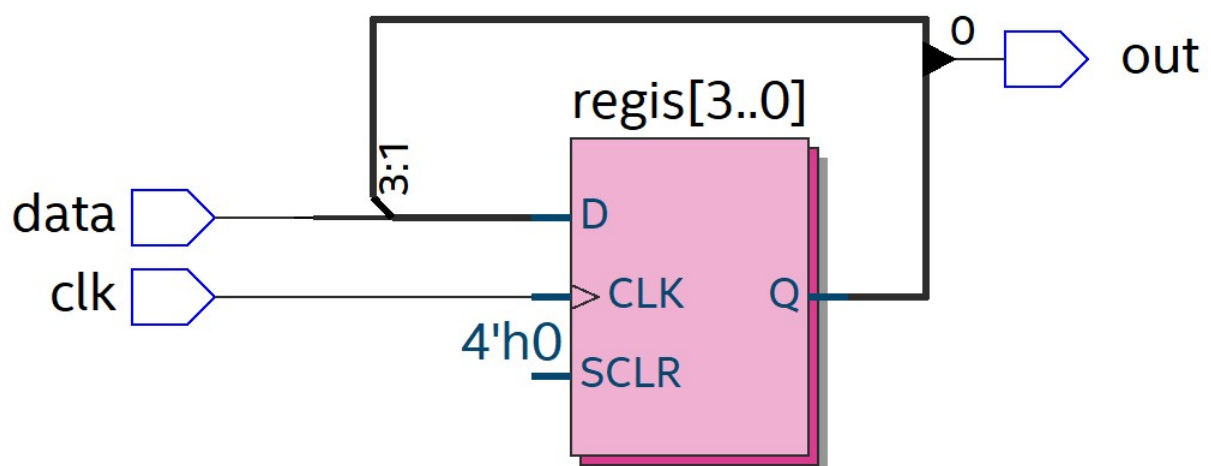 0
out
regis[3..0]
3:1
data
D
clk
CLK
Q
4'h0
SCLR